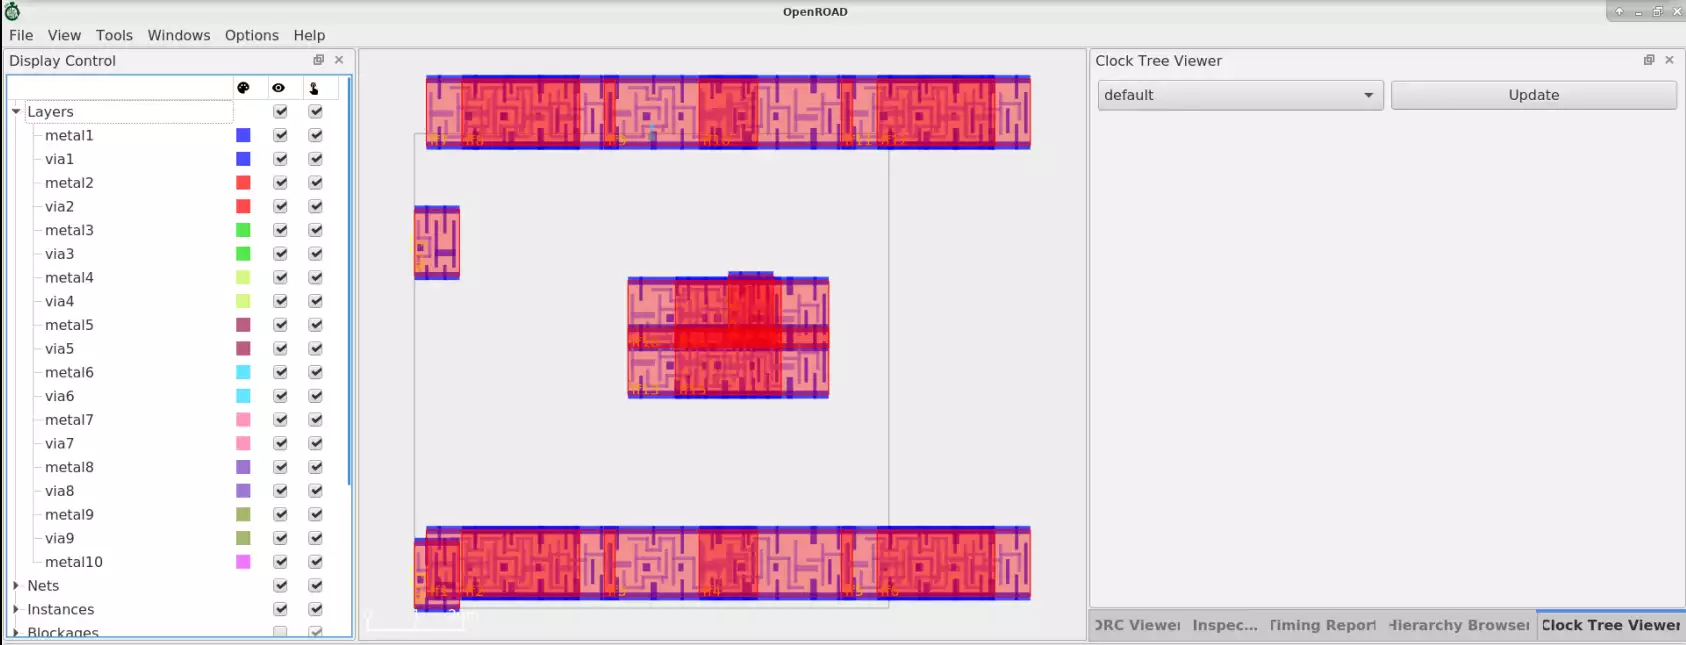 OpenROAD
File View Tools Windows Options Help
Display Control
Layers
metal1
via1
metal2
via2
metal3
via3
metal4
via4
metal5
via5
metal6
via6
metal7
via7
metal8
via8
metal9
via9
metal10
Nets
Instances
Blockages
Clock Tree Viewer
default
Update
DRC Viewer Inspec... Timing Report Hierarchy Browser Clock Tree Viewer